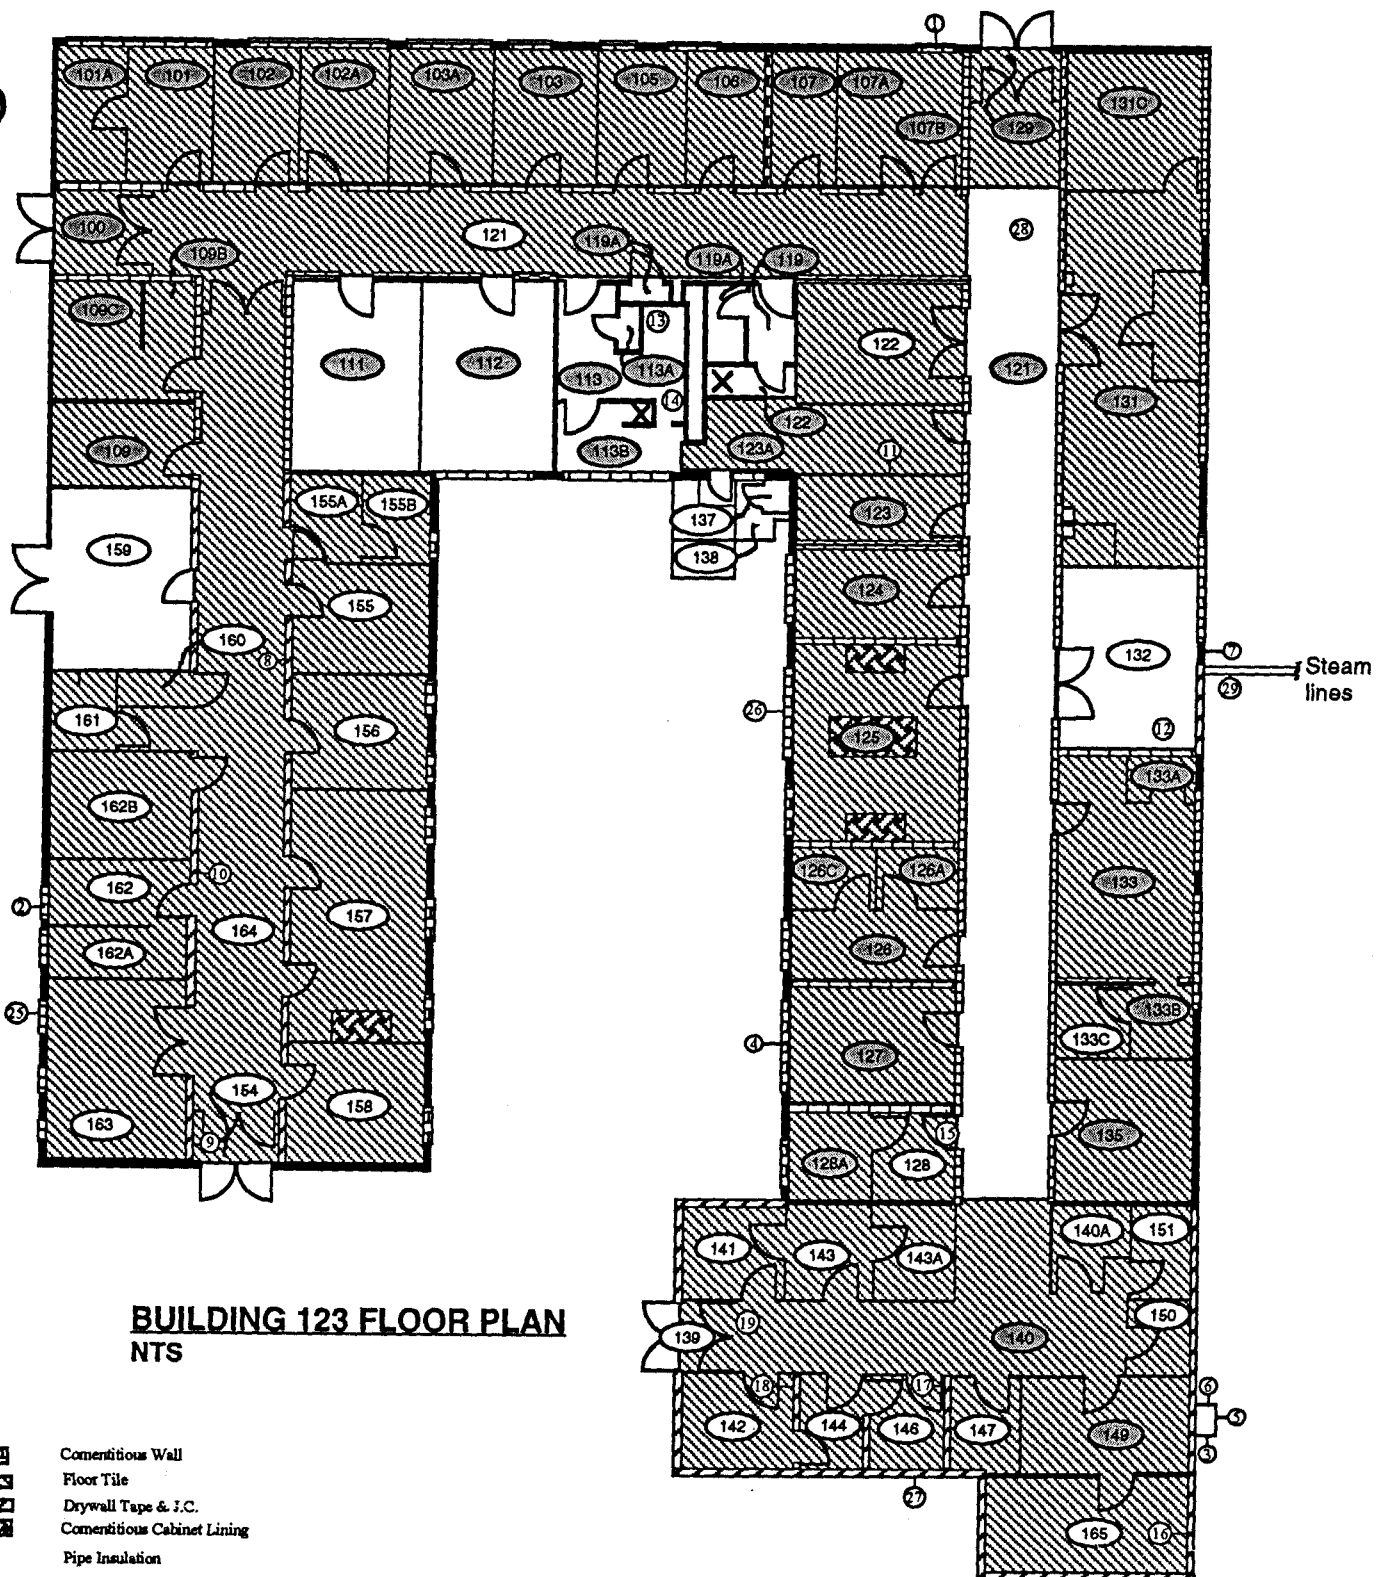 1
101A 101 102 102A 103A 103 105 106 107 107A 131C
107B 129
100 109B 121 119A 119A 119 28
109C 13 122
111 112 113 113A 121
14 131
109 113B 123A 122 11
155A 155B 137 123
159 138 124
155
160 8 132 7
Steam
lines
29
161 156 26 125 12
162B 133A
162 10 126C 126A 133
2 164 157
162A 126
25 133B
133C
4 127
154 158
163 9 128A 128 15 135
141 143 143A 140A 151
BUILDING 123 FLOOR PLAN
NTS
139 19 140 150
18 17 6
142 144 146 147 149 5
3
27
165 16
Comentitious Wall
Floor Tile
Drywall Tape & J.C.
Comentitious Cabinet Lining
Pipe Insulation